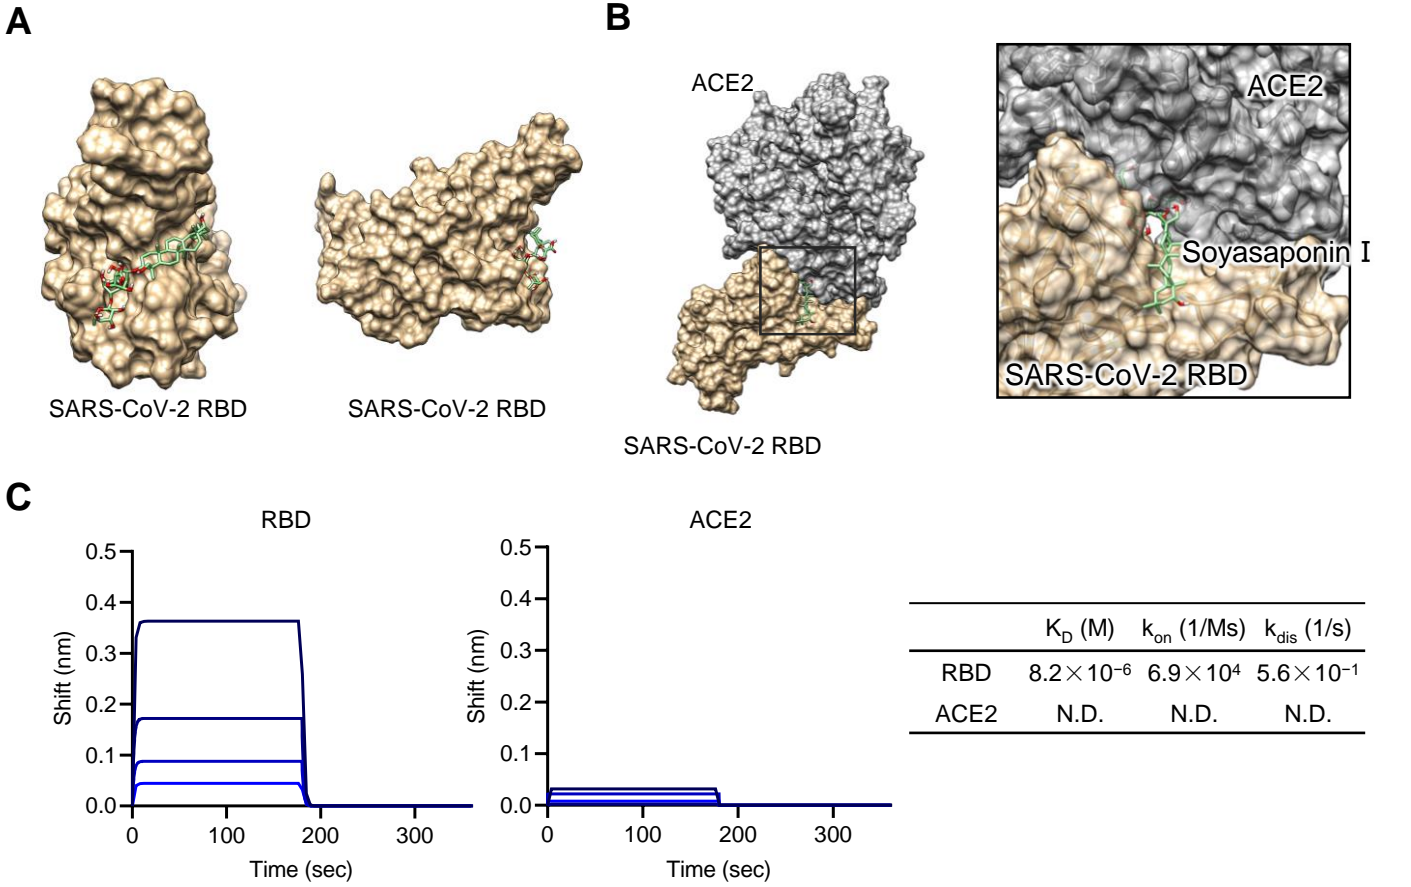 A
B
ACE2
ACE2
Soyasaponin I
SARS-CoV-2 RBD
SARS-CoV-2 RBD
SARS-CoV-2 RBD
SARS-CoV-2 RBD
C
RBD
0.5
0.4
0.3
0.2
0.1
0.0
Shift (nm)
0 100 200 300
Time (sec)
ACE2
0.5
0.4
0.3
0.2
0.1
0.0
Shift (nm)
0 100 200 300
Time (sec)
K_D (M) k_on (1/Ms) k_dis (1/s)
RBD 8.2×10⁻⁶ 6.9×10⁴ 5.6×10⁻¹
ACE2 N.D. N.D. N.D.